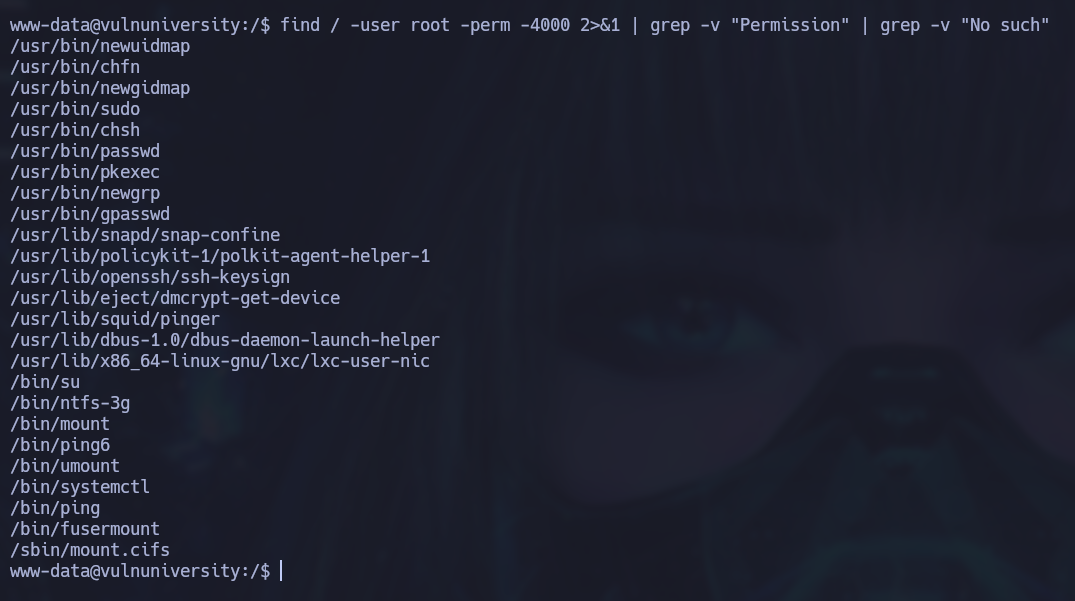 www-data@vulnuniversity:/$ find / -user root -perm -4000 2>&1 | grep -v "Permission" | grep -v "No such"
/usr/bin/newuidmap
/usr/bin/chfn
/usr/bin/newgidmap
/usr/bin/sudo
/usr/bin/chsh
/usr/bin/passwd
/usr/bin/pkexec
/usr/bin/newgrp
/usr/bin/gpasswd
/usr/lib/snapd/snap-confine
/usr/lib/policykit-1/polkit-agent-helper-1
/usr/lib/openssh/ssh-keysign
/usr/lib/eject/dmcrypt-get-device
/usr/lib/squid/pinger
/usr/lib/dbus-1.0/dbus-daemon-launch-helper
/usr/lib/x86_64-linux-gnu/lxc/lxc-user-nic
/bin/su
/bin/ntfs-3g
/bin/mount
/bin/ping6
/bin/umount
/bin/systemctl
/bin/ping
/bin/fusermount
/sbin/mount.cifs
www-data@vulnuniversity:/$